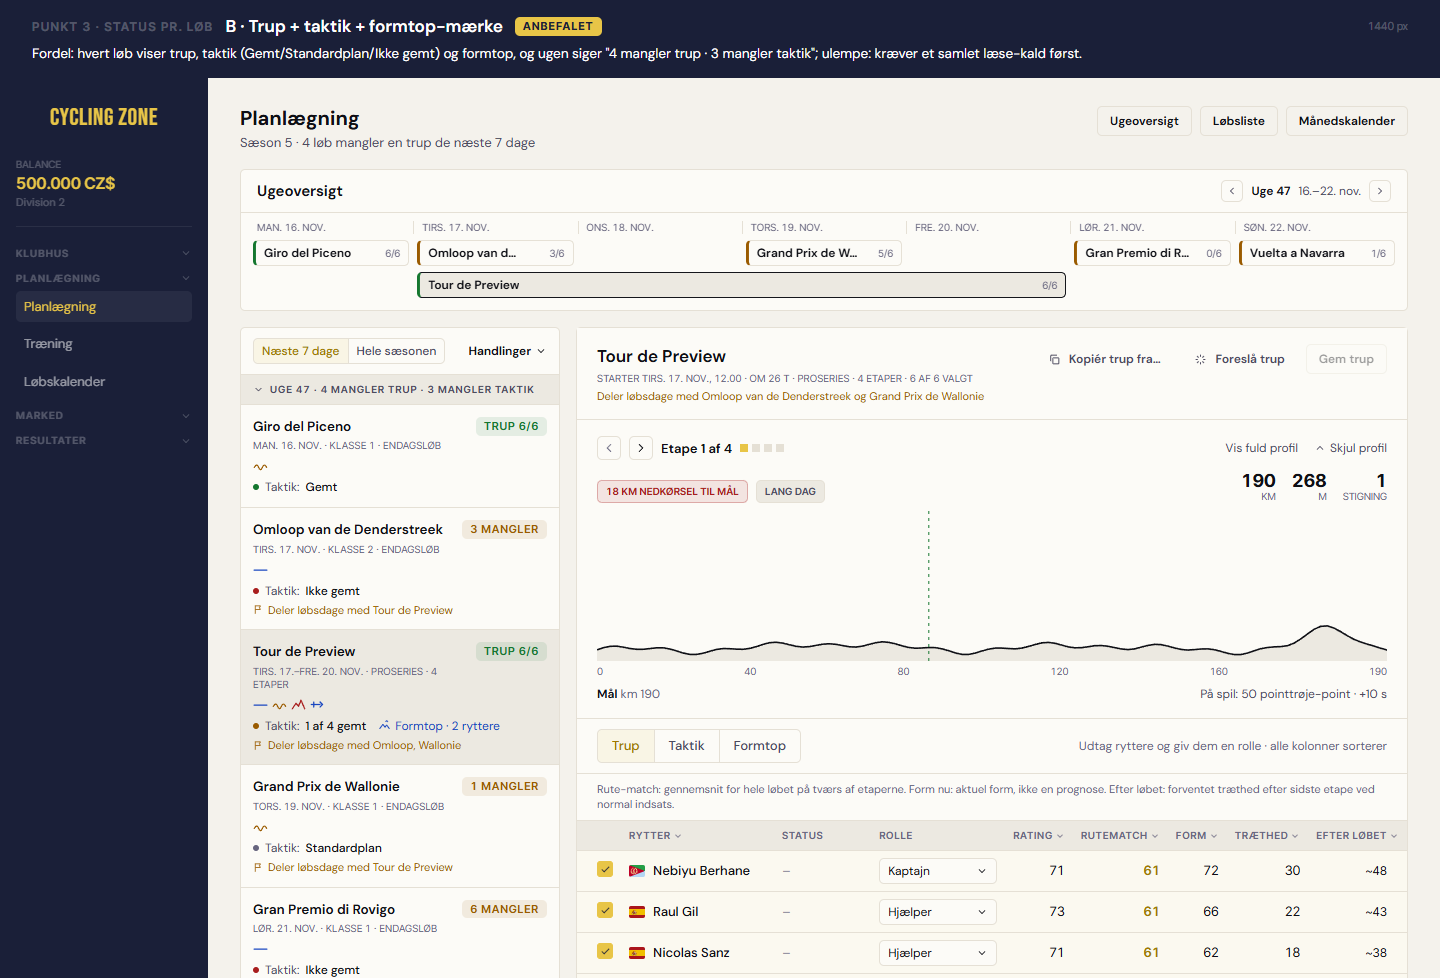 PUNKT 3 · STATUS PR. LØB B · Trup + taktik + formtop-mærke ANBEFALET 1440 px
Fordel: hvert løb viser trup, taktik (Gemt/Standardplan/Ikke gemt) og formtop, og ugen siger "4 mangler trup · 3 mangler taktik"; ulempe: kræver et samlet læse-kald først.
CYCLING ZONE
BALANCE
500.000 CZ$
Division 2
KLUBHUS
PLANLÆGNING
Planlægning
Træning
Løbskalender
MARKED
RESULTATER
Planlægning
Sæson 5 · 4 løb mangler en trup de næste 7 dage
Ugeoversigt Løbsliste Månedskalender
Ugeoversigt
Uge 47 16.–22. nov.
MAN. 16. NOV. TIRS. 17. NOV. ONS. 18. NOV. TORS. 19. NOV. FRE. 20. NOV. LØR. 21. NOV. SØN. 22. NOV.
Giro del Piceno 6/6 Omloop van d... 3/6 Grand Prix de W... 5/6 Gran Premio di R... 0/6 Vuelta a Navarra 1/6
Tour de Preview 6/6
Næste 7 dage Hele sæsonen Handlinger
UGE 47 · 4 MANGLER TRUP · 3 MANGLER TAKTIK
Giro del Piceno TRUP 6/6
MAN. 16. NOV. · KLASSE 1 · ENDAGSLØB
Taktik: Gemt
Omloop van de Denderstreek 3 MANGLER
TIRS. 17. NOV. · KLASSE 2 · ENDAGSLØB
Taktik: Ikke gemt
Deler løbsdage med Tour de Preview
Tour de Preview TRUP 6/6
TIRS. 17.–FRE. 20. NOV. · PROSERIES · 4
ETAPER
Taktik: 1 af 4 gemt Formtop · 2 ryttere
Deler løbsdage med Omloop, Wallonie
Grand Prix de Wallonie 1 MANGLER
TORS. 19. NOV. · KLASSE 1 · ENDAGSLØB
Taktik: Standardplan
Deler løbsdage med Tour de Preview
Gran Premio di Rovigo 6 MANGLER
LØR. 21. NOV. · KLASSE 1 · ENDAGSLØB
Taktik: Ikke gemt
Tour de Preview
STARTER TIRS. 17. NOV., 12.00 · OM 26 T · PROSERIES · 4 ETAPER · 6 AF 6 VALGT
Deler løbsdage med Omloop van de Denderstreek og Grand Prix de Wallonie
Kopiér trup fra... Foreslå trup Gem trup
Etape 1 af 4
Vis fuld profil Skjul profil
18 KM NEDKØRSEL TIL MÅL LANG DAG
190 268 1
KM M STIGNING
0 40 80 120 160 190
Mål km 190
På spil: 50 pointtrøje-point · +10 s
Trup Taktik Formtop
Udtag ryttere og giv dem en rolle · alle kolonner sorterer
Rute-match: gennemsnit for hele løbet på tværs af etaperne. Form nu: aktuel form, ikke en prognose. Efter løbet: forventet træthed efter sidste etape ved
normal indsats.
RYTTER STATUS ROLLE RATING RUTEMATCH FORM TRÆTHED EFTER LØBET
Nebiyu Berhane – Kaptajn 71 61 72 30 ~48
Raul Gil – Hjælper 73 61 66 22 ~43
Nicolas Sanz – Hjælper 71 61 62 18 ~38